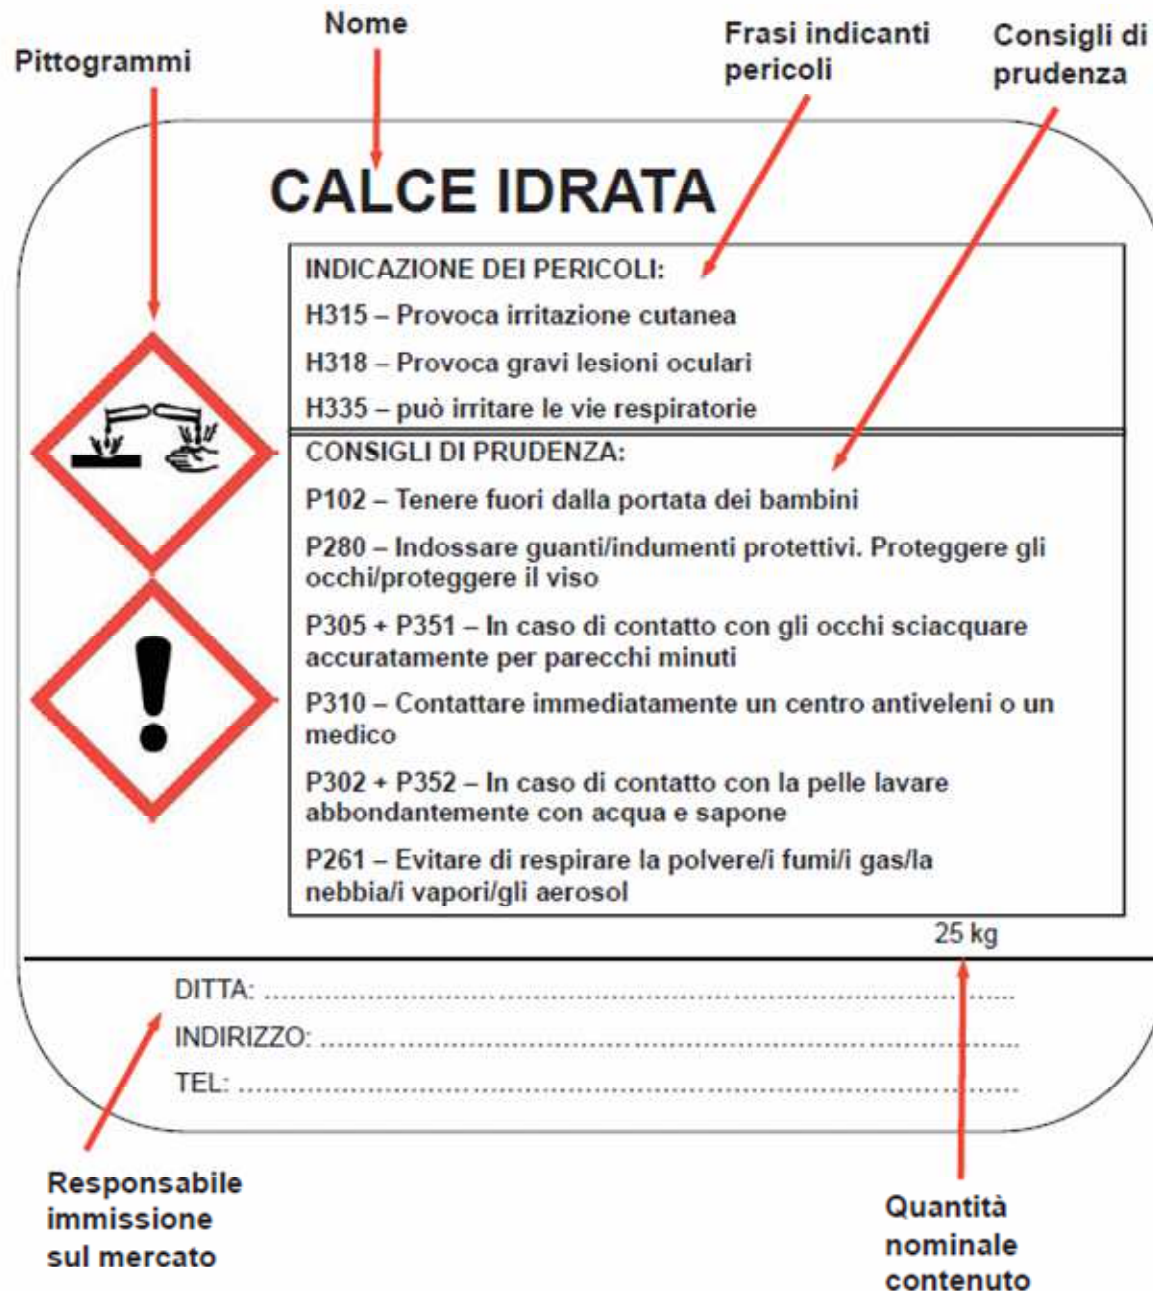 Nome
Pittogrammi
Frasi indicanti
pericoli
Consigli di
prudenza
CALCE IDRATA
INDICAZIONE DEI PERICOLI:
H315 – Provoca irritazione cutanea
H318 – Provoca gravi lesioni oculari
H335 – può irritare le vie respiratorie
CONSIGLI DI PRUDENZA:
P102 – Tenere fuori dalla portata dei bambini
P280 – Indossare guanti/indumenti protettivi. Proteggere gli
occhi/proteggere il viso
P305 + P351 – In caso di contatto con gli occhi sciacquare
accuratamente per parecchi minuti
P310 – Contattare immediatamente un centro antiveleni o un
medico
P302 + P352 – In caso di contatto con la pelle lavare
abbondantemente con acqua e sapone
P261 – Evitare di respirare la polvere/i fumi/i gas/la
nebbia/i vapori/gli aerosol
25 kg
DITTA: ....................................................................
INDIRIZZO: ....................................................................
TEL: ....................................................................
Responsabile
immissione
sul mercato
Quantità
nominale
contenuto